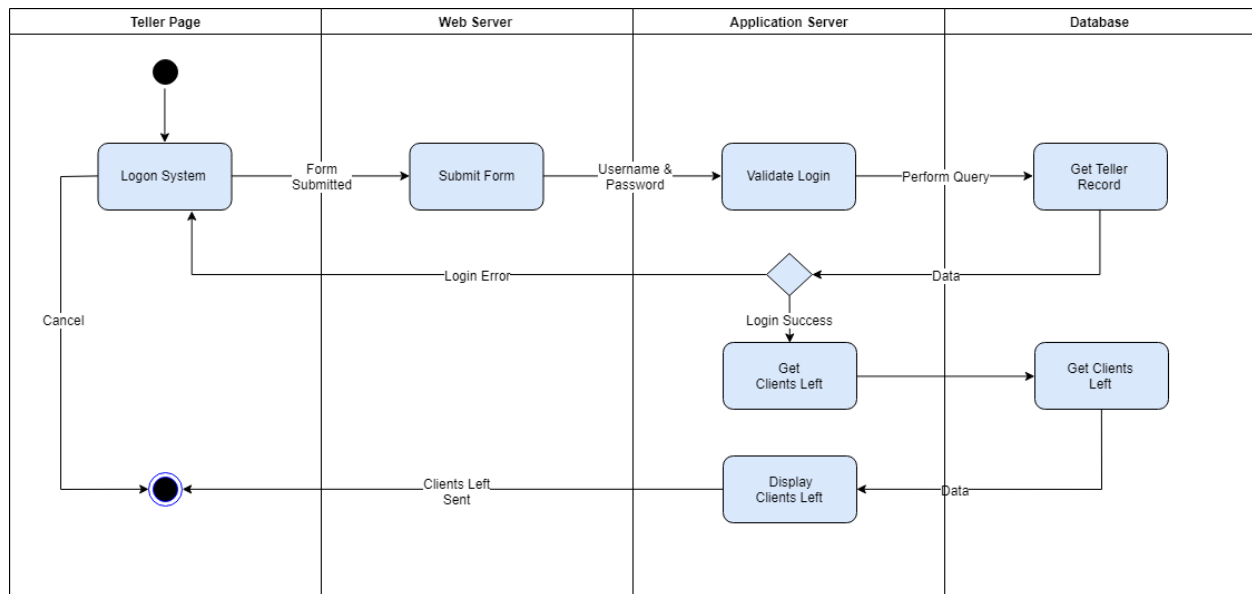 Teller Page
Web Server
Application Server
Database
Logon System
Form
Submitted
Submit Form
Username &
Password
Validate Login
Perform Query
Get Teller
Record
Login Error
Data
Cancel
Login Success
Get
Clients Left
Get Clients
Left
Clients Left
Sent
Display
Clients Left
Data